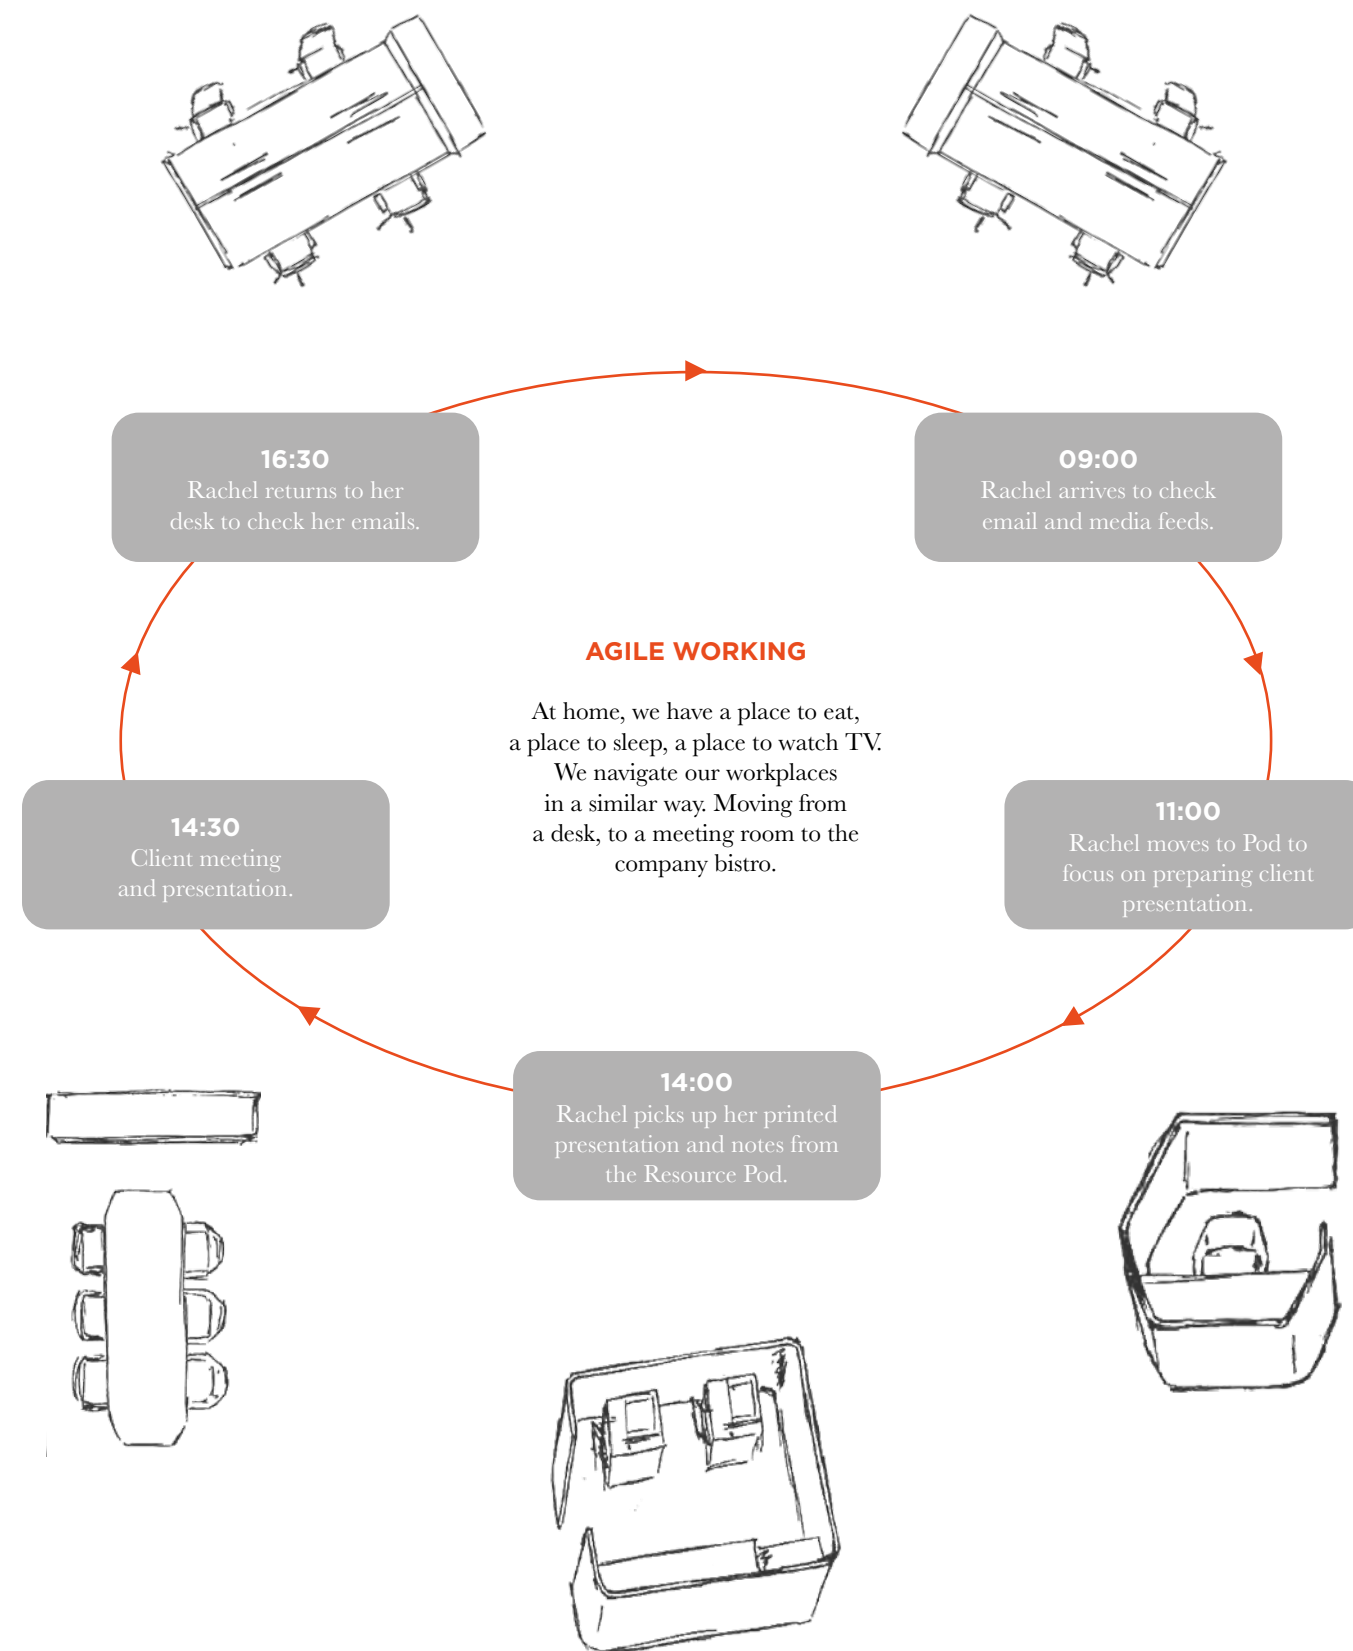 16:30
Rachel returns to her
desk to check her emails.
09:00
Rachel arrives to check
email and media feeds.
AGILE WORKING
At home, we have a place to eat,
a place to sleep, a place to watch TV.
We navigate our workplaces
in a similar way. Moving from
a desk, to a meeting room to the
company bistro.
14:30
Client meeting
and presentation.
11:00
Rachel moves to Pod to
focus on preparing client
presentation.
14:00
Rachel picks up her printed
presentation and notes from
the Resource Pod.